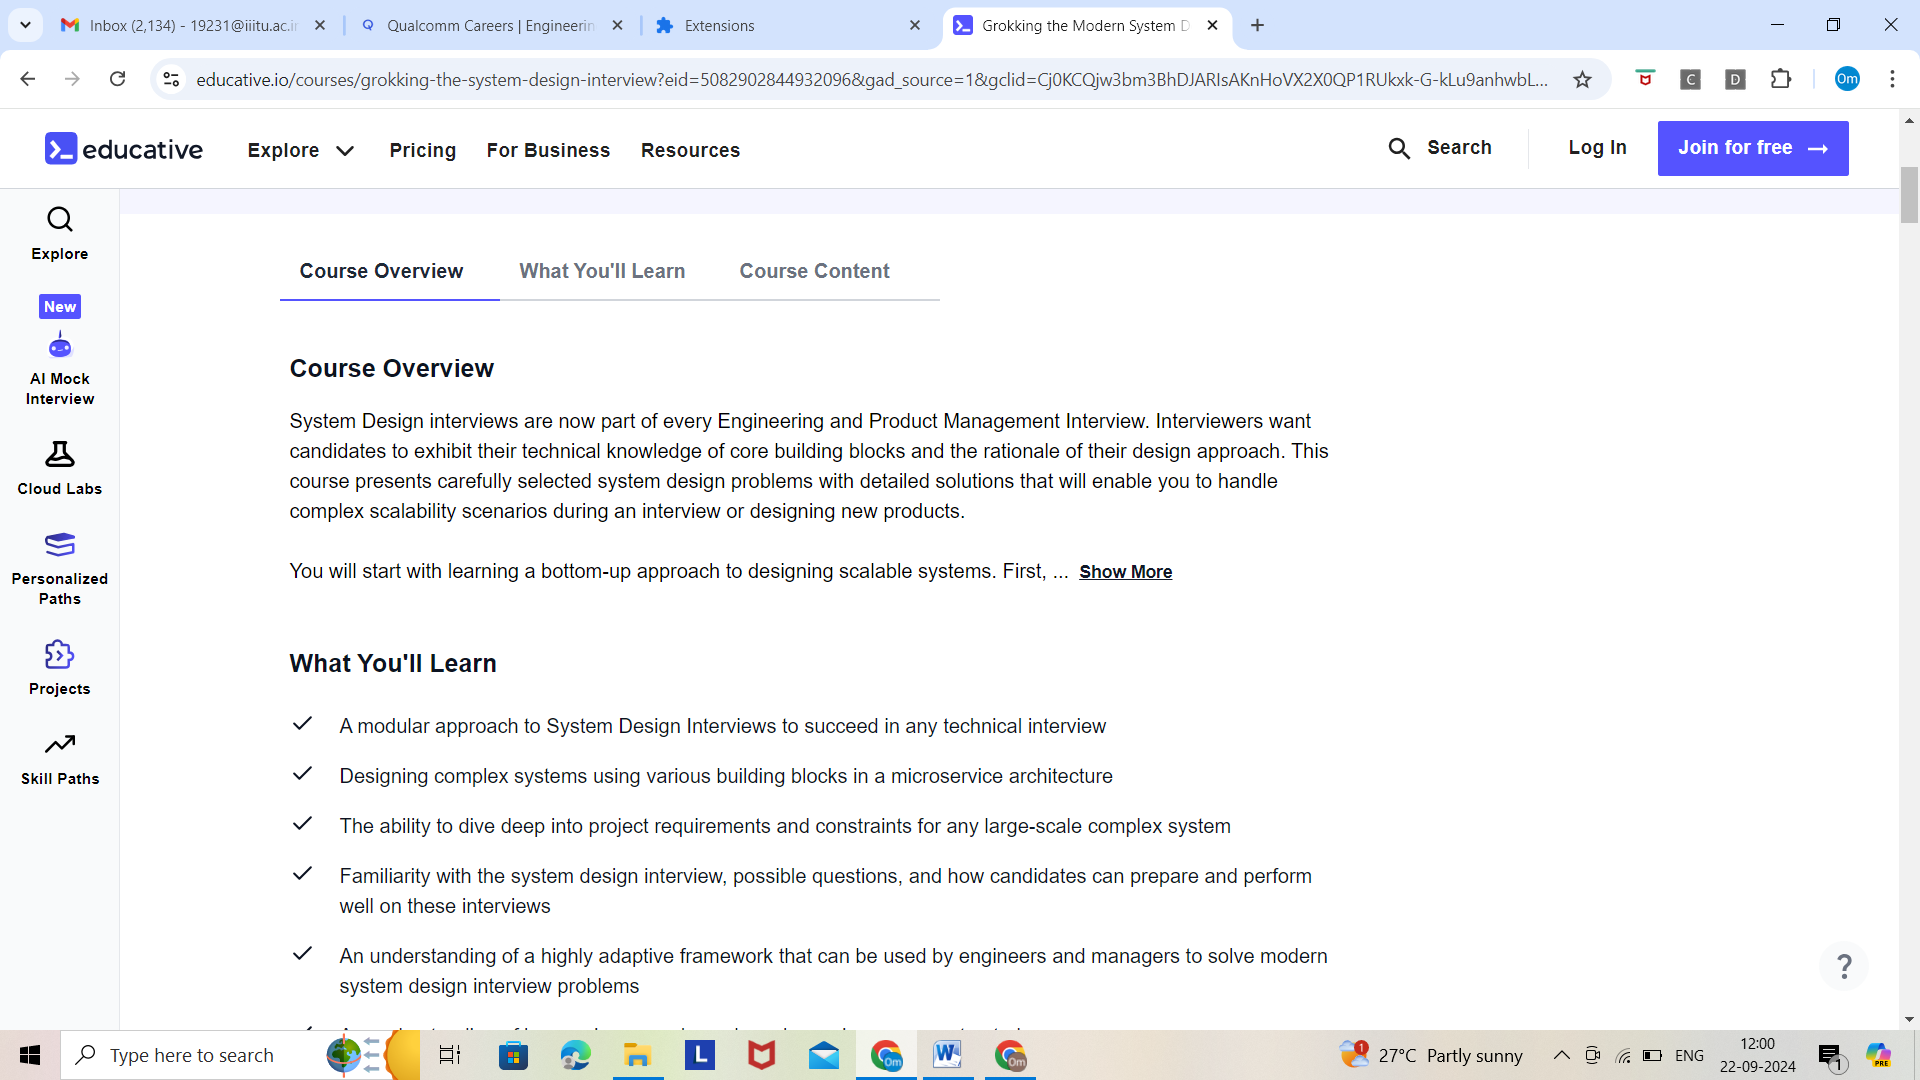 Inbox (2,134) - 19231@iiitu.ac.in
Qualcomm Careers | Engineerin
Extensions
Grokking the Modern System D
educative.io/courses/grokking-the-system-design-interview?eid=5082902844932096&gad_source=1&gclid=Cj0KCQjw3bm3BhDJARIsAKnHoVX2X0QP1RUkxk-G-kLu9anhwbL...
C
D
Om
educative
Explore
Pricing
For Business
Resources
Search
Log In
Join for free →
Explore
New
AI Mock
Interview
Cloud Labs
Personalized
Paths
Projects
Skill Paths
Course Overview
What You'll Learn
Course Content
Course Overview
System Design interviews are now part of every Engineering and Product Management Interview. Interviewers want
candidates to exhibit their technical knowledge of core building blocks and the rationale of their design approach. This
course presents carefully selected system design problems with detailed solutions that will enable you to handle
complex scalability scenarios during an interview or designing new products.
You will start with learning a bottom-up approach to designing scalable systems. First, ... Show More
What You'll Learn
A modular approach to System Design Interviews to succeed in any technical interview
Designing complex systems using various building blocks in a microservice architecture
The ability to dive deep into project requirements and constraints for any large-scale complex system
Familiarity with the system design interview, possible questions, and how candidates can prepare and perform
well on these interviews
An understanding of a highly adaptive framework that can be used by engineers and managers to solve modern
system design interview problems
?
Type here to search
L
Om
W
Om
1
27°C Partly sunny
ENG
12:00
22-09-2024
1
PRE